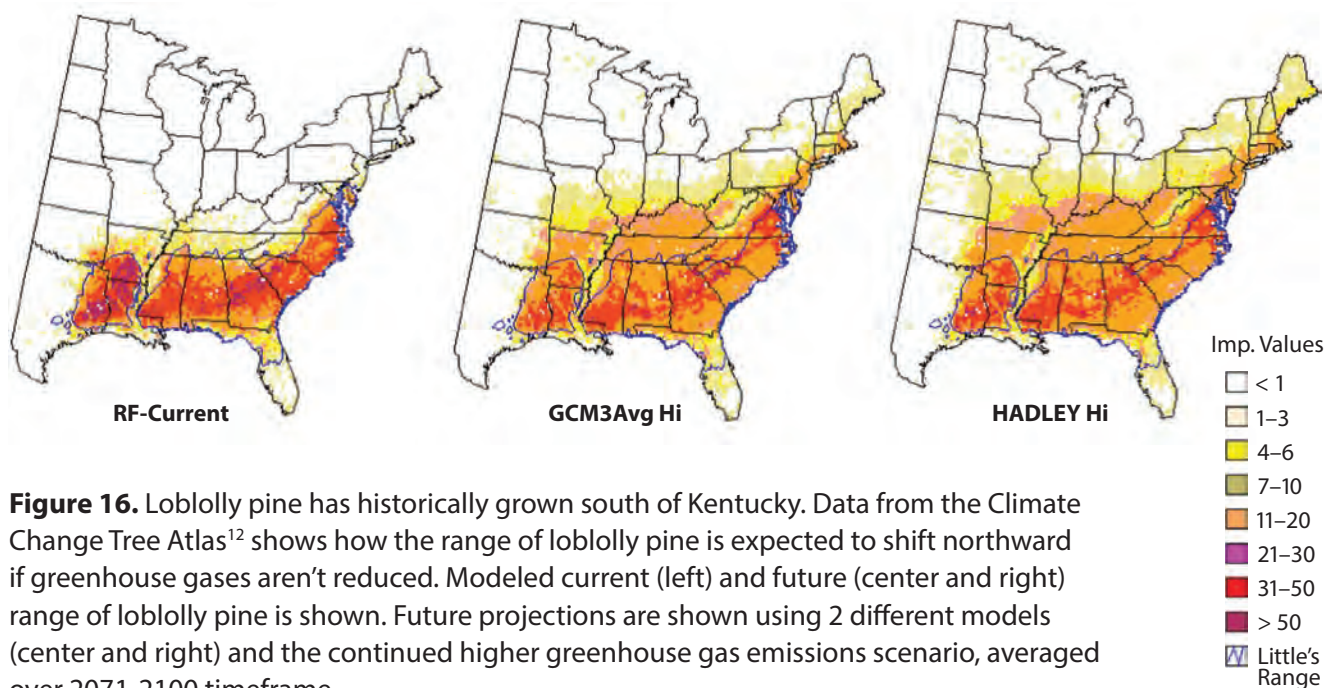 RF-Current
GCM3Avg Hi
HADLEY Hi
Imp. Values
< 1
1–3
4–6
7–10
11–20
21–30
31–50
> 50
Little's
Range
Figure 16. Loblolly pine has historically grown south of Kentucky. Data from the Climate
Change Tree Atlas¹² shows how the range of loblolly pine is expected to shift northward
if greenhouse gases aren't reduced. Modeled current (left) and future (center and right)
range of loblolly pine is shown. Future projections are shown using 2 different models
(center and right) and the continued higher greenhouse gas emissions scenario, averaged
over 2071-2100 timeframe